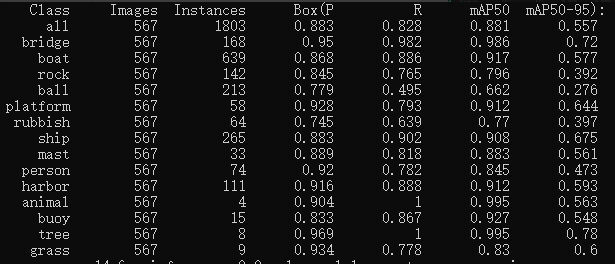 Class Images Instances Box(P R mAP50 mAP50-95):
all 567 1803 0.883 0.828 0.881 0.557
bridge 567 168 0.95 0.982 0.986 0.72
boat 567 639 0.868 0.886 0.917 0.577
rock 567 142 0.845 0.765 0.796 0.392
ball 567 213 0.779 0.495 0.662 0.276
platform 567 58 0.928 0.793 0.912 0.644
rubbish 567 64 0.745 0.639 0.77 0.397
ship 567 265 0.883 0.902 0.908 0.675
mast 567 33 0.889 0.818 0.883 0.561
person 567 74 0.92 0.782 0.845 0.473
harbor 567 111 0.916 0.888 0.912 0.593
animal 567 4 0.904 1 0.995 0.563
buoy 567 15 0.833 0.867 0.927 0.548
tree 567 8 0.969 1 0.995 0.78
grass 567 9 0.934 0.778 0.83 0.6